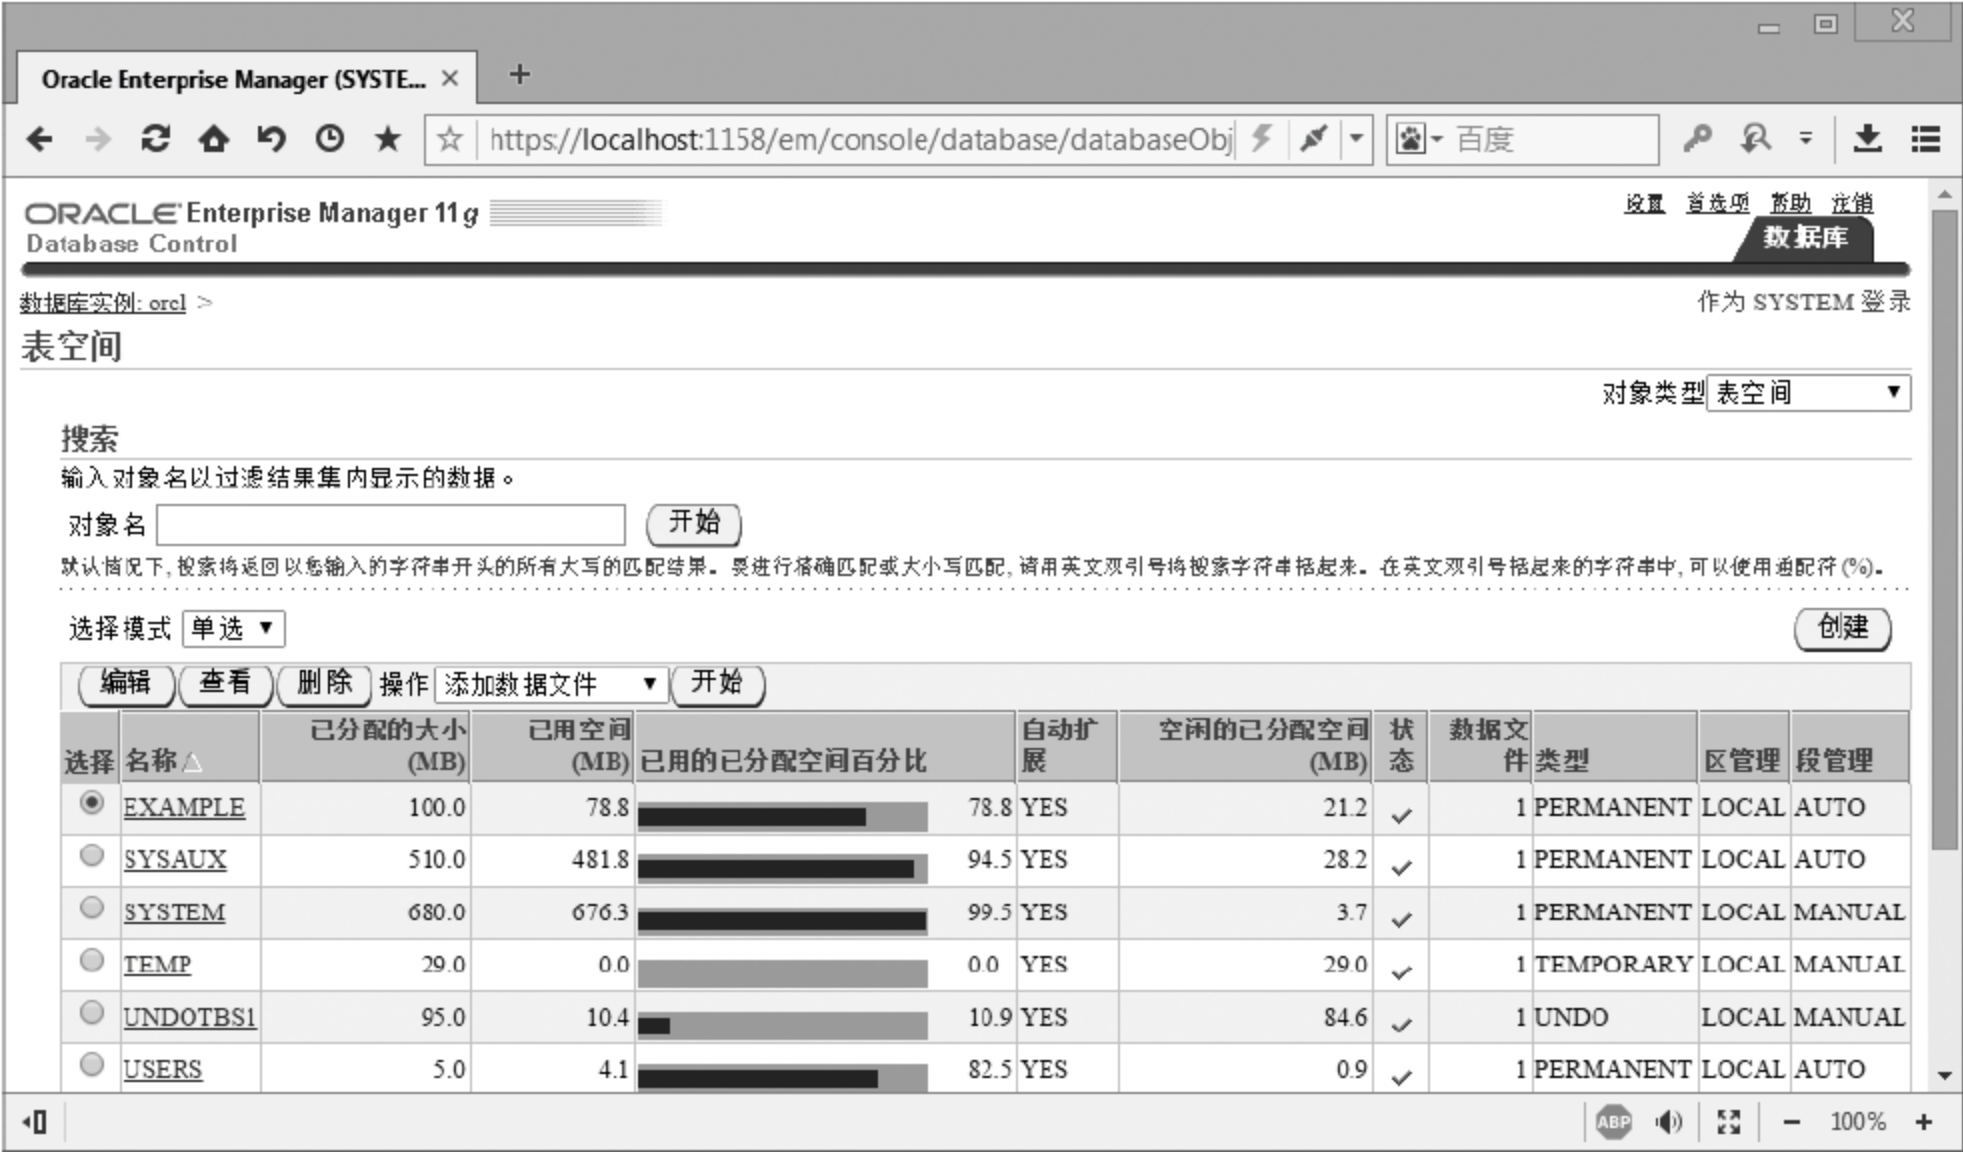 Oracle Enterprise Manager (SYSTE...
https://localhost:1158/em/console/database/databaseObj
百度
ORACLE Enterprise Manager 11g
Database Control
设置 首选项 帮助 注销
数据库
数据库实例: orcl >
作为 SYSTEM 登录
表空间
对象类型 表空间
搜索
输入对象名以过滤结果集内显示的数据。
对象名 开始
默认情况下, 搜索将返回以您输入的字符串开头的所有大写的匹配结果。要进行精确匹配或大小写匹配, 请用英文双引号将搜索字符串括起来。在英文双引号括起来的字符串中, 可以使用通配符 (%)。
选择模式 单选 创建
编辑 查看 删除 操作 添加数据文件 开始
选择 名称 已分配的大小 (MB) 已用空间 (MB) 已用的已分配空间百分比 自动扩展 空闲的已分配空间 (MB) 状态 数据文件 类型 区管理 段管理
EXAMPLE 100.0 78.8 78.8 YES 21.2 1 PERMANENT LOCAL AUTO
SYSAUX 510.0 481.8 94.5 YES 28.2 1 PERMANENT LOCAL AUTO
SYSTEM 680.0 676.3 99.5 YES 3.7 1 PERMANENT LOCAL MANUAL
TEMP 29.0 0.0 0.0 YES 29.0 1 TEMPORARY LOCAL MANUAL
UNDOTBS1 95.0 10.4 10.9 YES 84.6 1 UNDO LOCAL MANUAL
USERS 5.0 4.1 82.5 YES 0.9 1 PERMANENT LOCAL AUTO
ABP 100%